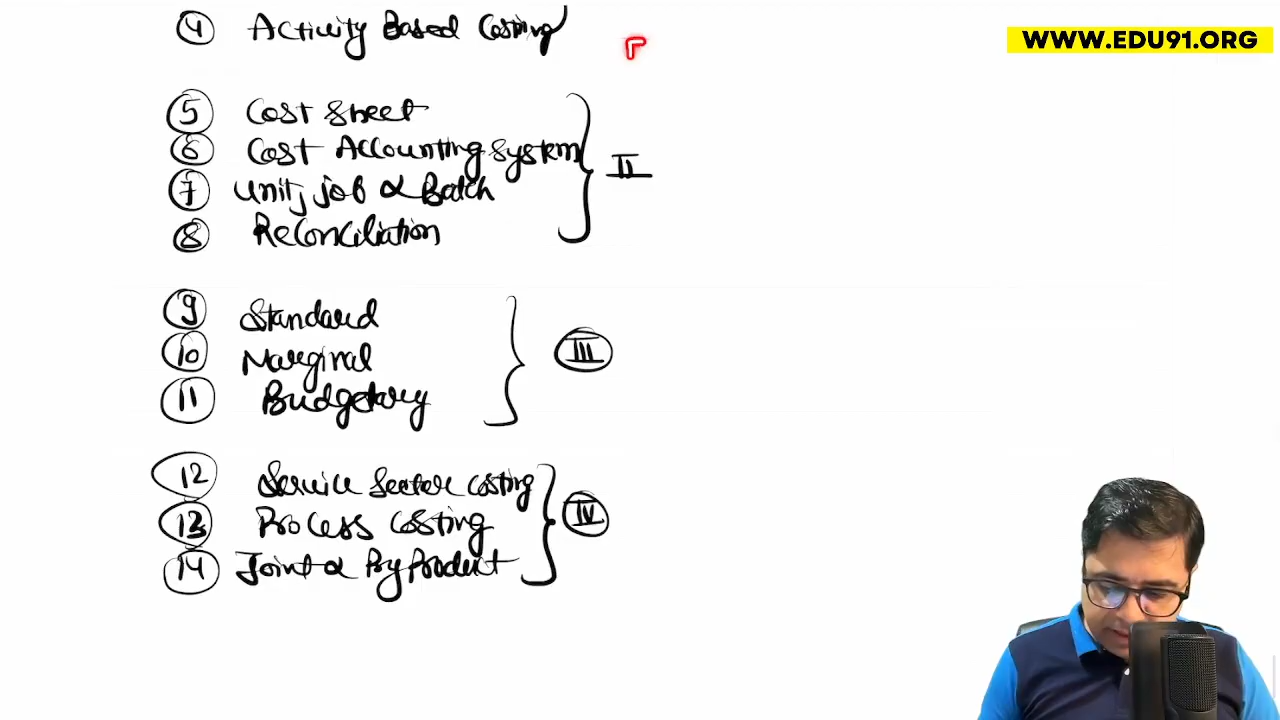 WWW.EDU91.ORG
4 Activity Based Costing
5 Cost Sheet
6 Cost Accounting System
7 Unit, Job & Batch
8 Reconciliation
II
9 Standard
10 Marginal
11 Budgetary
III
12 Service Sector Costing
13 Process Costing
14 Joint & By Product
IV